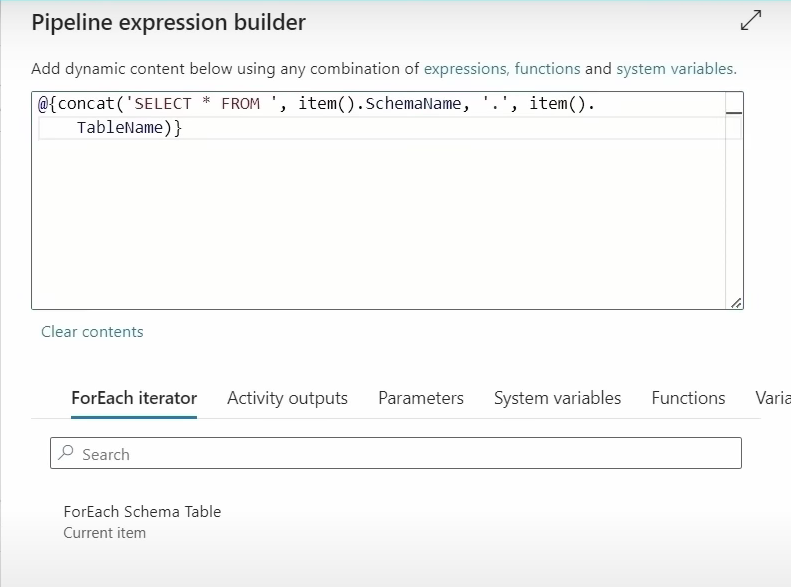 Pipeline expression builder
Add dynamic content below using any combination of expressions, functions and system variables.
@{concat('SELECT * FROM ', item().SchemaName, '.', item().
TableName)}
Clear contents
ForEach iterator Activity outputs Parameters System variables Functions Varia
Search
ForEach Schema Table
Current item